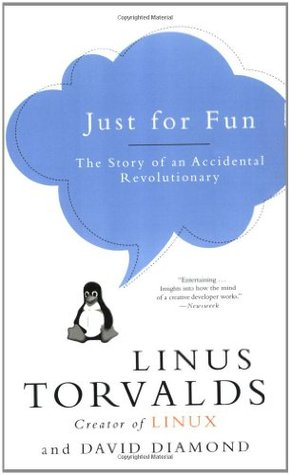 Just for Fun
The Story of an Accidental
Revolutionary
"Entertaining ...
Insights into how the mind
of a creative developer works."
—Newsweek
LINUS
TORVALDS
Creator of LINUX
and DAVID DIAMOND